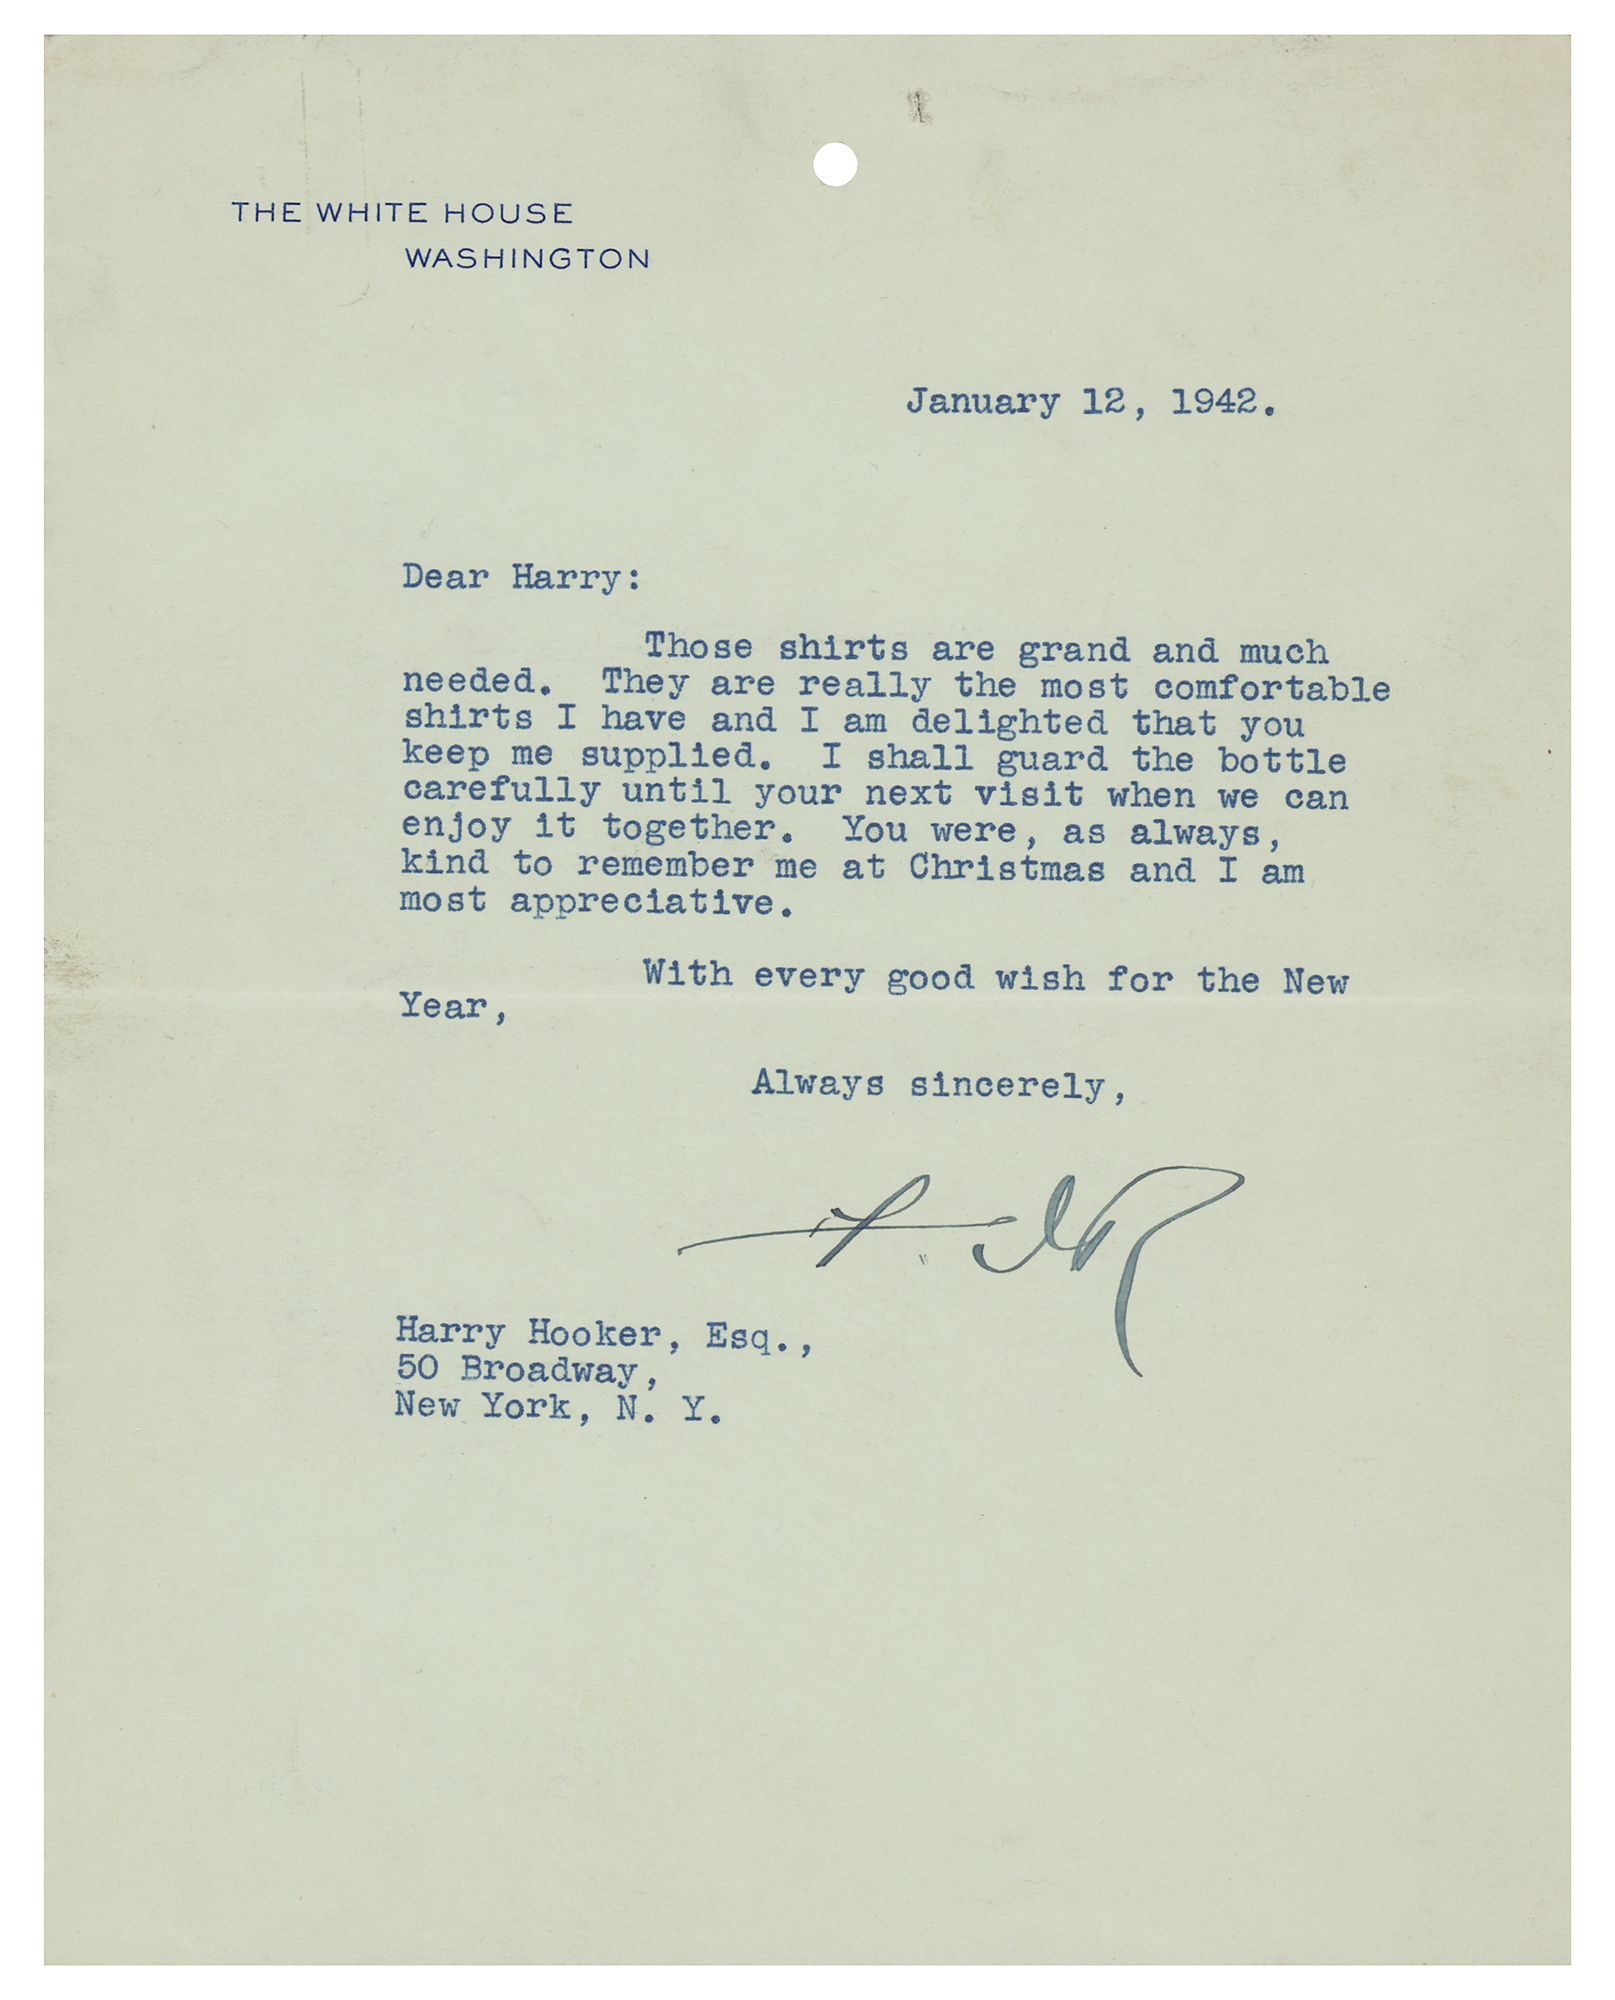 THE WHITE HOUSE
WASHINGTON
January 12, 1942.
Dear Harry:
Those shirts are grand and much
needed. They are really the most comfortable
shirts I have and I am delighted that you
keep me supplied. I shall guard the bottle
carefully until your next visit when we can
enjoy it together. You were, as always,
kind to remember me at Christmas and I am
most appreciative.
With every good wish for the New
Year,
Always sincerely,
FDR
Harry Hooker, Esq.,
50 Broadway,
New York, N. Y.